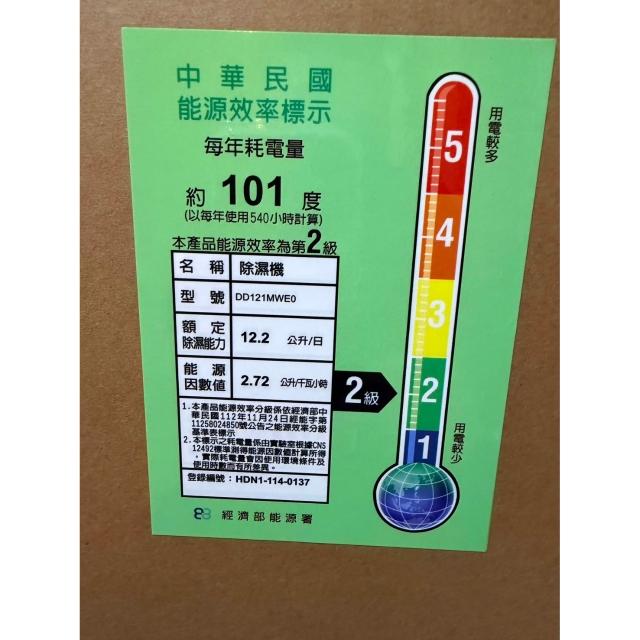 中華民國
能源效率標示
每年耗電量
約 101 度
(以每年使用540小時計算)
本產品能源效率為第2級
名稱 除濕機
型號 DD121MWE0
額定
除濕能力 12.2 公升/日
能源
因數值 2.72 公升/千瓦小時
1.本產品能源效率分級係依經濟部中
華民國112年11月24日經能字第
11258024850號公告之能源效率分級
基準表標示
2.本標示之耗電量係由實驗室根據CNS
12492標準測得能源因數值計算所得
，實際耗電量會因使用環境條件及
使用時數而有所差異。
登錄編號：HDN1-114-0137
經濟部能源署
用電較多
5
4
3
2級
2
1
用電較少